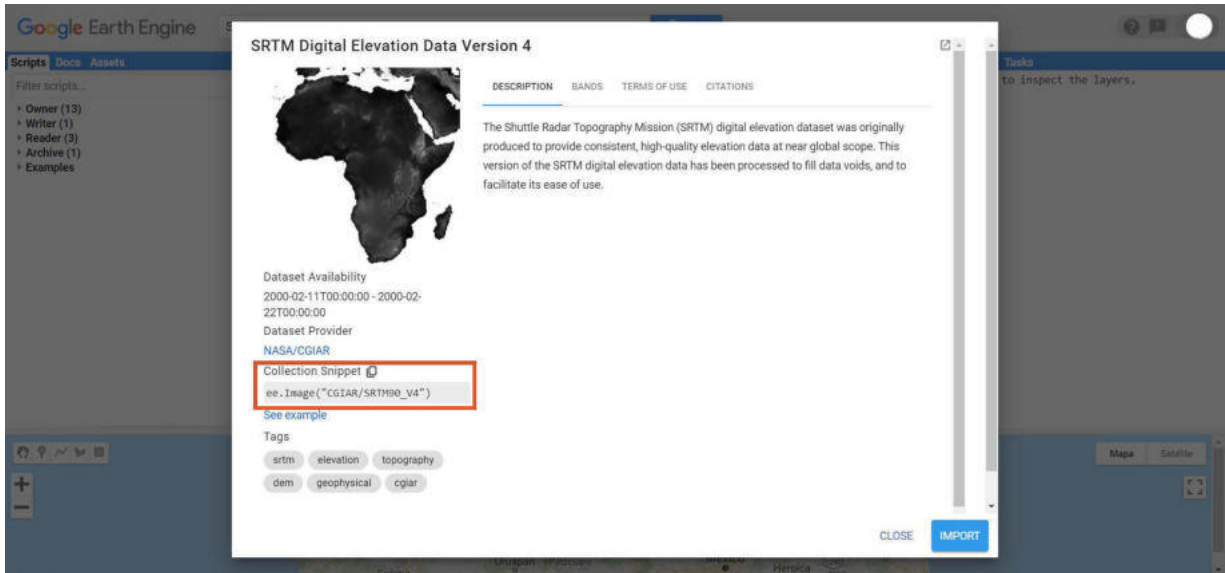 Google Earth Engine
Scripts Docs Assets
Filter scripts...
Owner (13)
Writer (1)
Reader (3)
Archive (1)
Examples
SRTM Digital Elevation Data Version 4
DESCRIPTION BANDS TERMS OF USE CITATIONS
The Shuttle Radar Topography Mission (SRTM) digital elevation dataset was originally
produced to provide consistent, high-quality elevation data at near global scope. This
version of the SRTM digital elevation data has been processed to fill data voids, and to
facilitate its ease of use.
Dataset Availability
2000-02-11T00:00:00 - 2000-02-
22T00:00:00
Dataset Provider
NASA/CGIAR
Collection Snippet
ee.Image("CGIAR/SRTM90_V4")
See example
Tags
srtm elevation topography
dem geophysical cgiar
CLOSE IMPORT
Tasks
to inspect the layers.
Mapa Satélite
Uruapan
Heroica